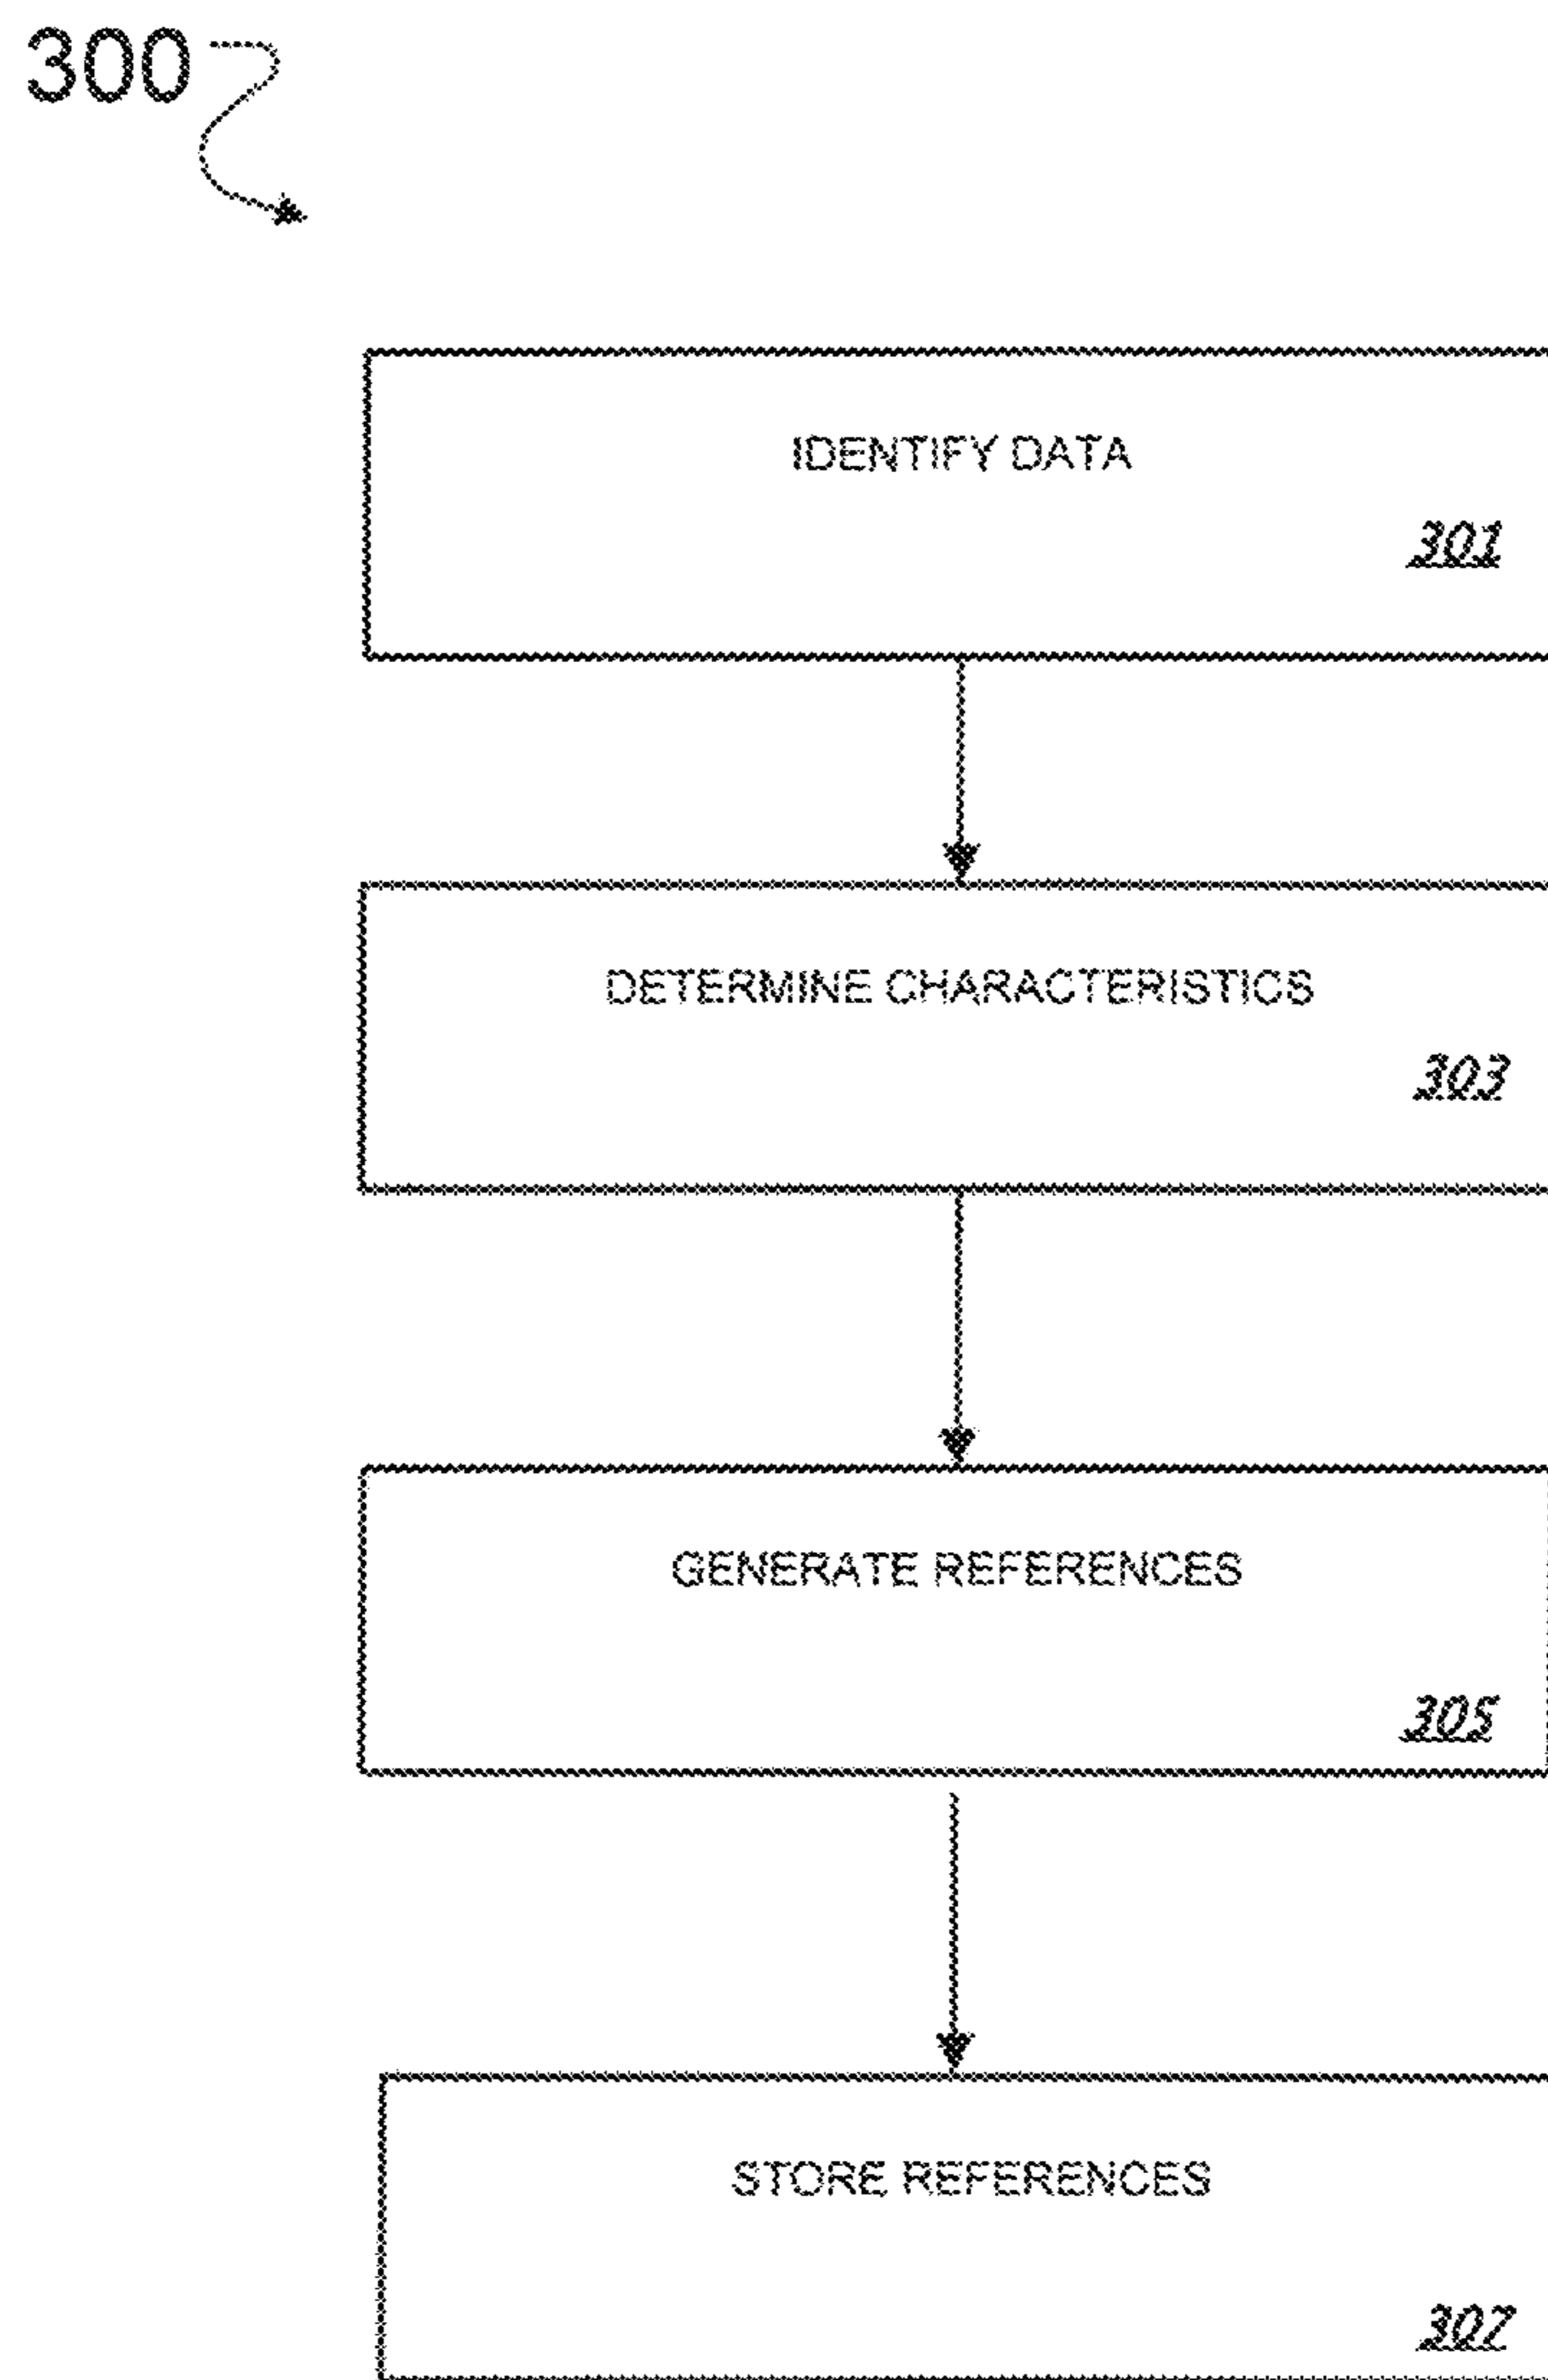 300
IDENTIFY DATA
301
DETERMINE CHARACTERISTICS
303
GENERATE REFERENCES
305
STORE REFERENCES
307